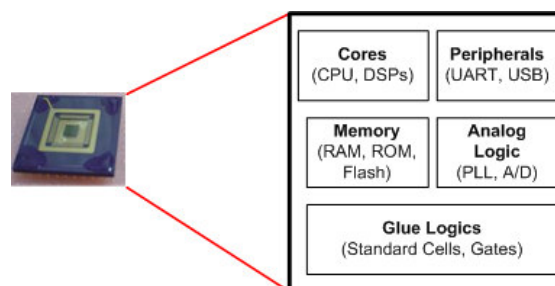 Cores
(CPU, DSPs)
Peripherals
(UART, USB)
Memory
(RAM, ROM,
Flash)
Analog
Logic
(PLL, A/D)
Glue Logics
(Standard Cells, Gates)